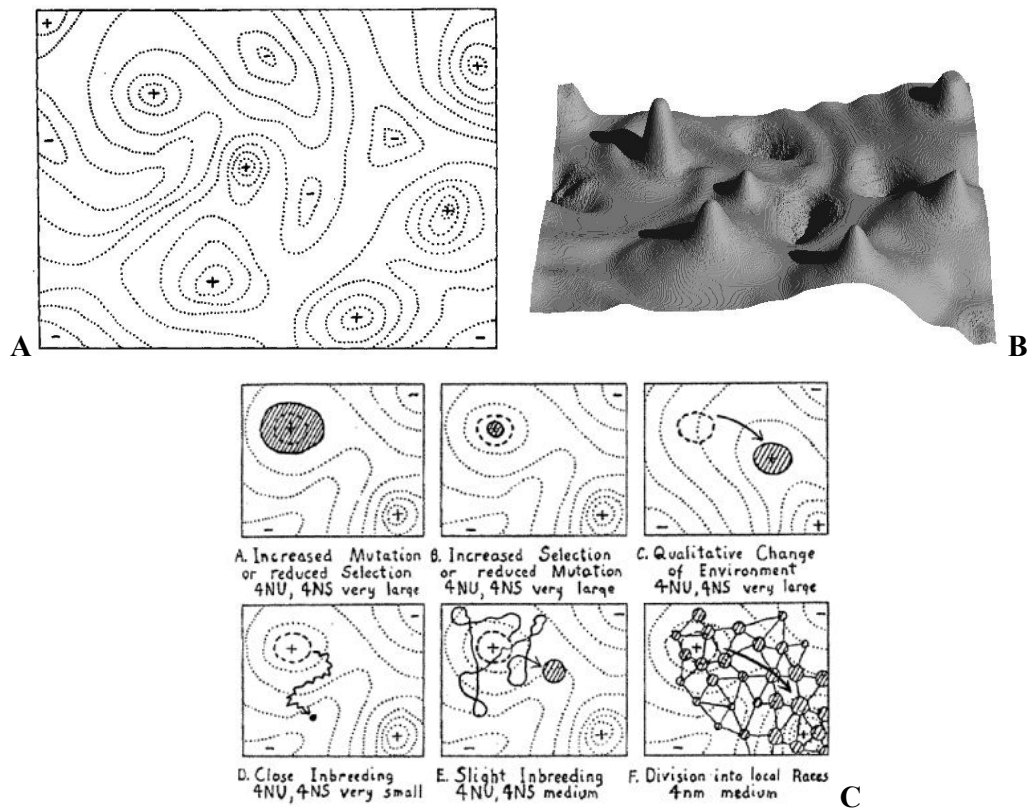 A
B
A. Increased Mutation
or reduced Selection
4NU, 4NS very large
B. Increased Selection
or reduced Mutation
4NU, 4NS very large
C. Qualitative Change
of Environment
4NU, 4NS very large
D. Close Inbreeding
4NU, 4NS very small
E. Slight Inbreeding
4NU, 4NS medium
F. Division into local Races
4nm medium
C